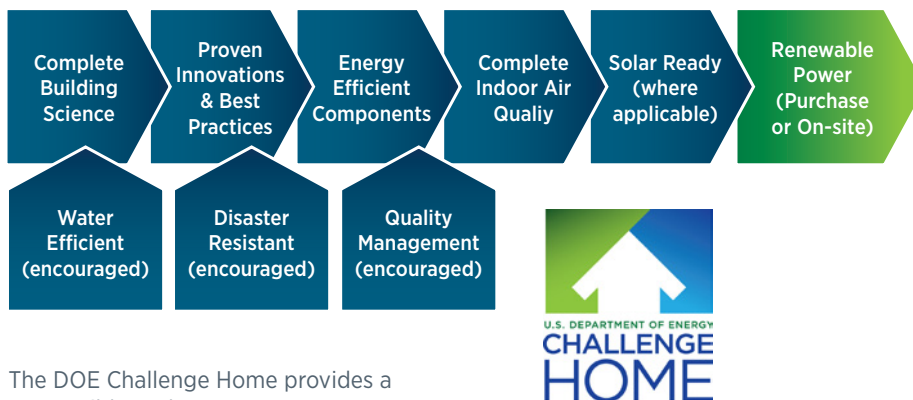 Complete
Building
Science
Proven
Innovations
& Best
Practices
Energy
Efficient
Components
Complete
Indoor Air
Qualiy
Solar Ready
(where
applicable)
Renewable
Power
(Purchase
or On-site)
Water
Efficient
(encouraged)
Disaster
Resistant
(encouraged)
Quality
Management
(encouraged)
U.S. DEPARTMENT OF ENERGY
CHALLENGE
HOME
The DOE Challenge Home provides a